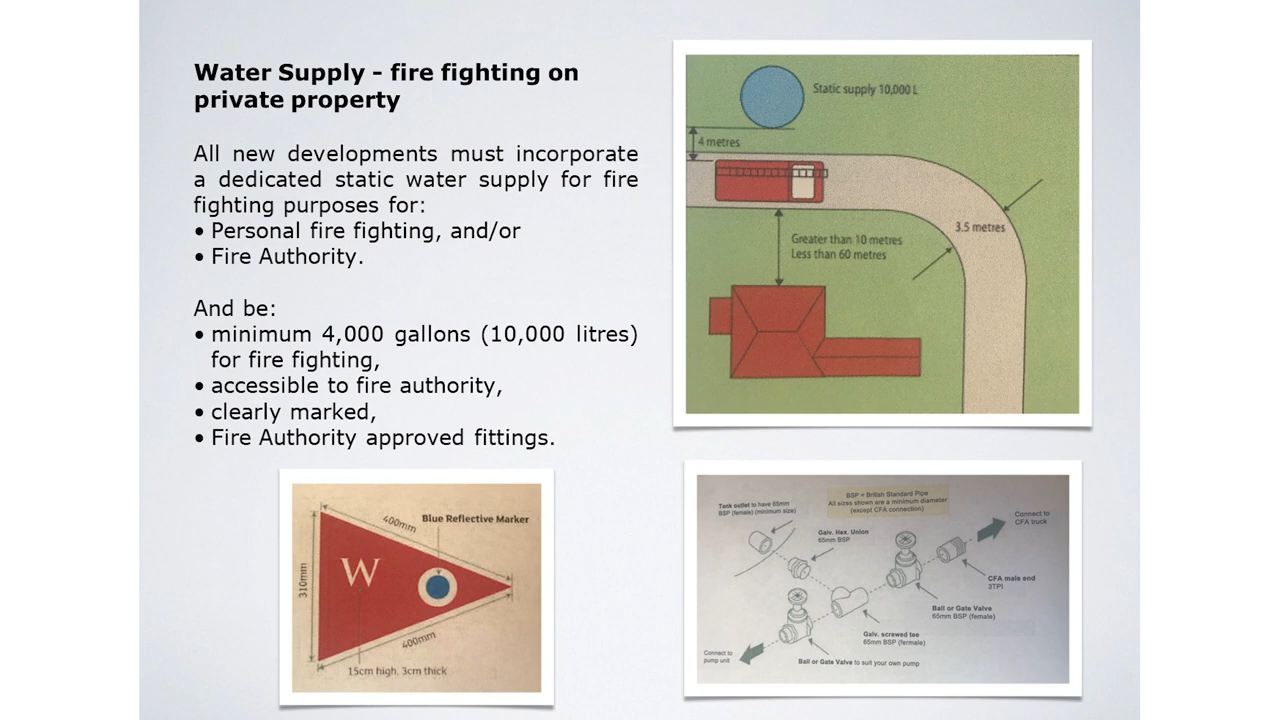 Water Supply - fire fighting on
private property
All new developments must incorporate
a dedicated static water supply for fire
fighting purposes for:
• Personal fire fighting, and/or
• Fire Authority.
And be:
• minimum 4,000 gallons (10,000 litres)
for fire fighting,
• accessible to fire authority,
• clearly marked,
• Fire Authority approved fittings.
Static supply 10,000 L
4 metres
3.5 metres
Greater than 10 metres
Less than 60 metres
400mm
Blue Reflective Marker
W
310mm
400mm
15cm high, 3cm thick
BSP = British Standard Pipe
All sizes shown are a minimum diameter
(except CFA connection)
Tank outlet to have 65mm
BSP (female) (minimum size)
Galv. Hex. Union
65mm BSP
Connect to
CFA truck
CFA male end
3TPI
Ball or Gate Valve
65mm BSP (female)
Galv. screwed tee
65mm BSP (fermale)
Connect to
pump unit
Ball or Gate Valve to suit your own pump